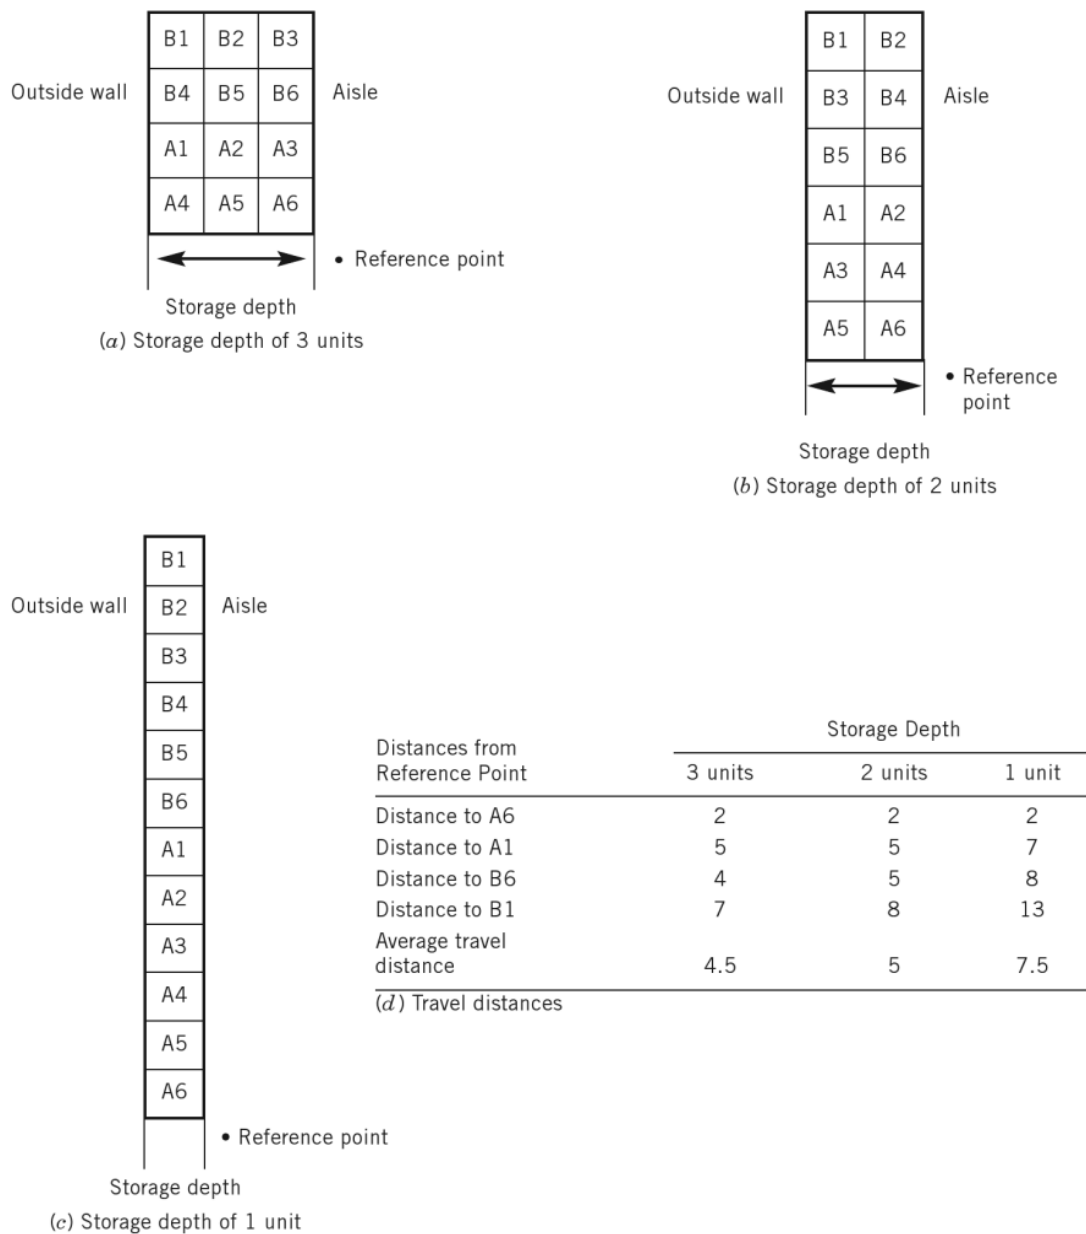 B1 B2 B3
Outside wall B4 B5 B6 Aisle
A1 A2 A3
A4 A5 A6
• Reference point
Storage depth
(a) Storage depth of 3 units
B1 B2
Outside wall B3 B4 Aisle
B5 B6
A1 A2
A3 A4
A5 A6
• Reference
point
Storage depth
(b) Storage depth of 2 units
B1
Outside wall B2 Aisle
B3
B4
B5
B6
A1
A2
A3
A4
A5
A6
• Reference point
Storage depth
(c) Storage depth of 1 unit
Storage Depth
Distances from
Reference Point 3 units 2 units 1 unit
Distance to A6 2 2 2
Distance to A1 5 5 7
Distance to B6 4 5 8
Distance to B1 7 8 13
Average travel
distance 4.5 5 7.5
(d) Travel distances